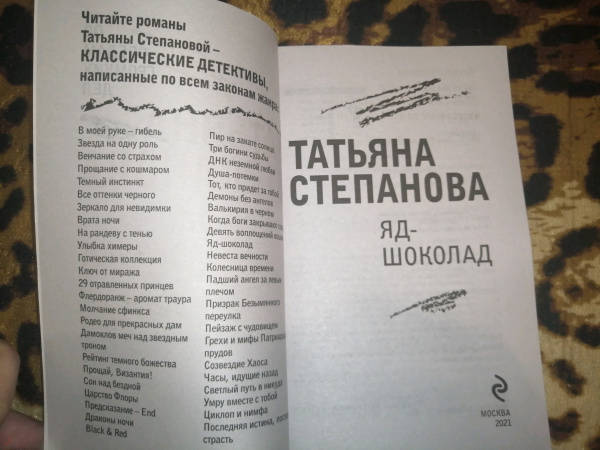 Читайте романы
Татьяны Степановой –
КЛАССИЧЕСКИЕ ДЕТЕКТИВЫ,
написанные по всем законам жанра:
В моей руке – гибель
Звезда на одну роль
Венчание со страхом
Прощание с кошмаром
Темный инстинкт
Все оттенки черного
Зеркало для невидимки
Врата ночи
На рандеву с тенью
Улыбка химеры
Готическая коллекция
Ключ от миража
29 отравленных принцев
Флердоранж – аромат траура
Молчание сфинкса
Родео для прекрасных дам
Дамоклов меч над звездным
троном
Рейтинг темного божества
Прощай, Византия!
Сон над бездной
Царство Флоры
Предсказание – End
Драконы ночи
Black & Red
Пир на закате солнца
Три богини судьбы
ДНК неземной любви
Душа-потемки
Тот, кто придет за тобой
Демоны без ангелов
Валькирия в черном
Когда боги закрывают
Девять воплощений
Яд-шоколад
Невеста вечности
Колесница времени
Падший ангел за левым
плечом
Призрак Безымянного
переулка
Пейзаж с чудовищем
Грехи и мифы
прудов
Созвездие Хаоса
Часы, идущие назад
Светлый путь в никуда
Умру вместе с тобой
Циклоп и нимфа
Последняя истина,
страсть
ТАТЬЯНА
СТЕПАНОВА
ЯД-
ШОКОЛАД
МОСКВА
2021